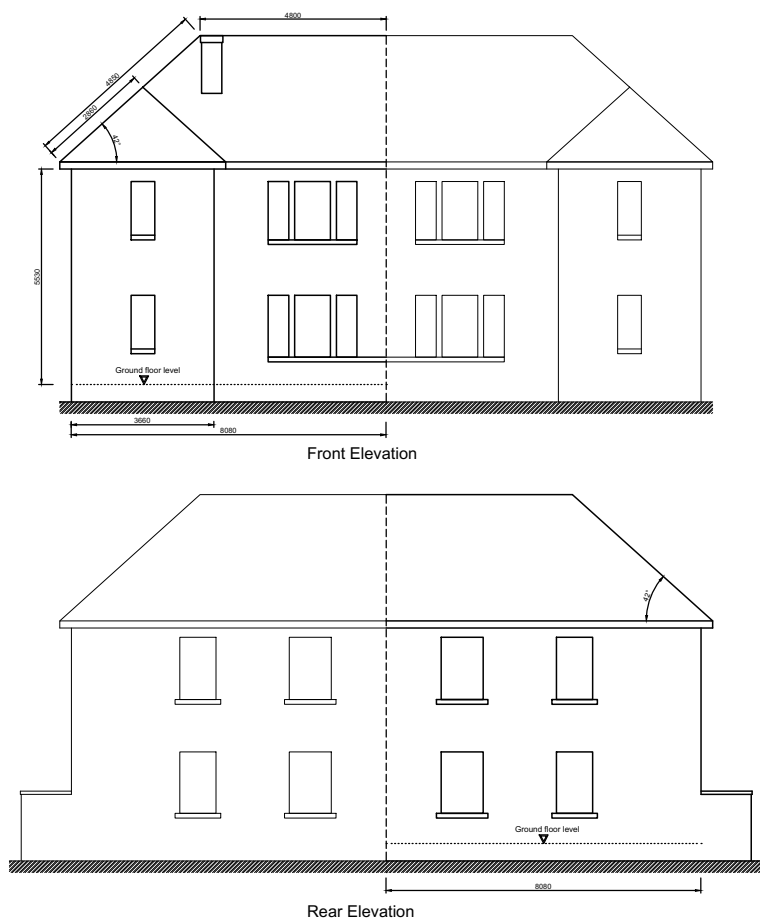 4800
4850
2860
42°
5530
Ground floor level
3660
8080
Front Elevation
42°
Ground floor level
8080
Rear Elevation